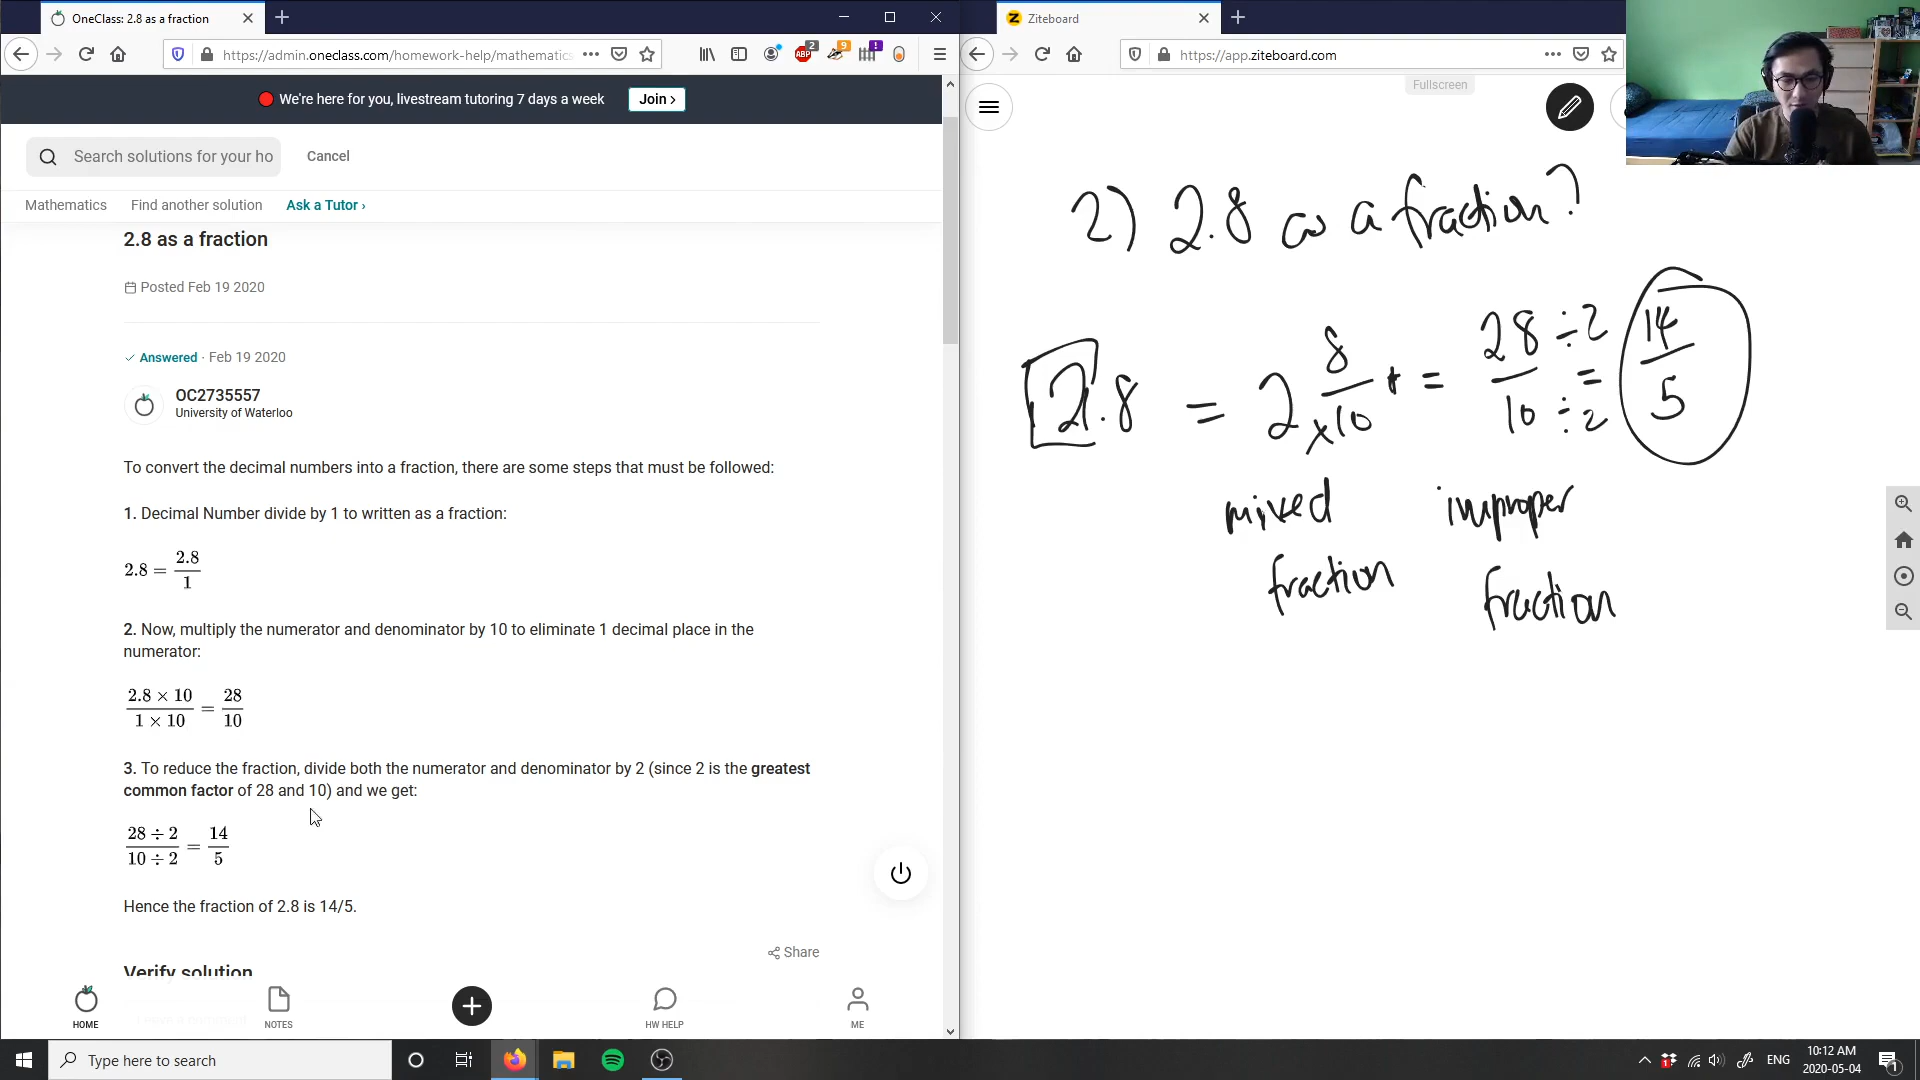 OneClass: 2.8 as a fraction
https://admin.oneclass.com/homework-help/mathematics
2
9
!
We're here for you, livestream tutoring 7 days a week
Join ›
Search solutions for your ho
Cancel
Mathematics
Find another solution
Ask a Tutor ›
2.8 as a fraction
Posted Feb 19 2020
Answered · Feb 19 2020
OC2735557
University of Waterloo
To convert the decimal numbers into a fraction, there are some steps that must be followed:
1. Decimal Number divide by 1 to written as a fraction:
2.8 = 2.8/1
2. Now, multiply the numerator and denominator by 10 to eliminate 1 decimal place in the
numerator:
2.8 × 10 / 1 × 10 = 28/10
3. To reduce the fraction, divide both the numerator and denominator by 2 (since 2 is the greatest
common factor of 28 and 10) and we get:
28 ÷ 2 / 10 ÷ 2 = 14/5
Hence the fraction of 2.8 is 14/5.
Share
Verify solution
HOME
NOTES
HW HELP
ME
Ziteboard
https://app.ziteboard.com
Fullscreen
2) 2.8 as a fraction?
2.8 = 2 8/×10 + = 28 ÷2 / 10 ÷2 = 14/5
mixed improper
fraction fraction
Type here to search
ENG
10:12 AM
2020-05-04
1